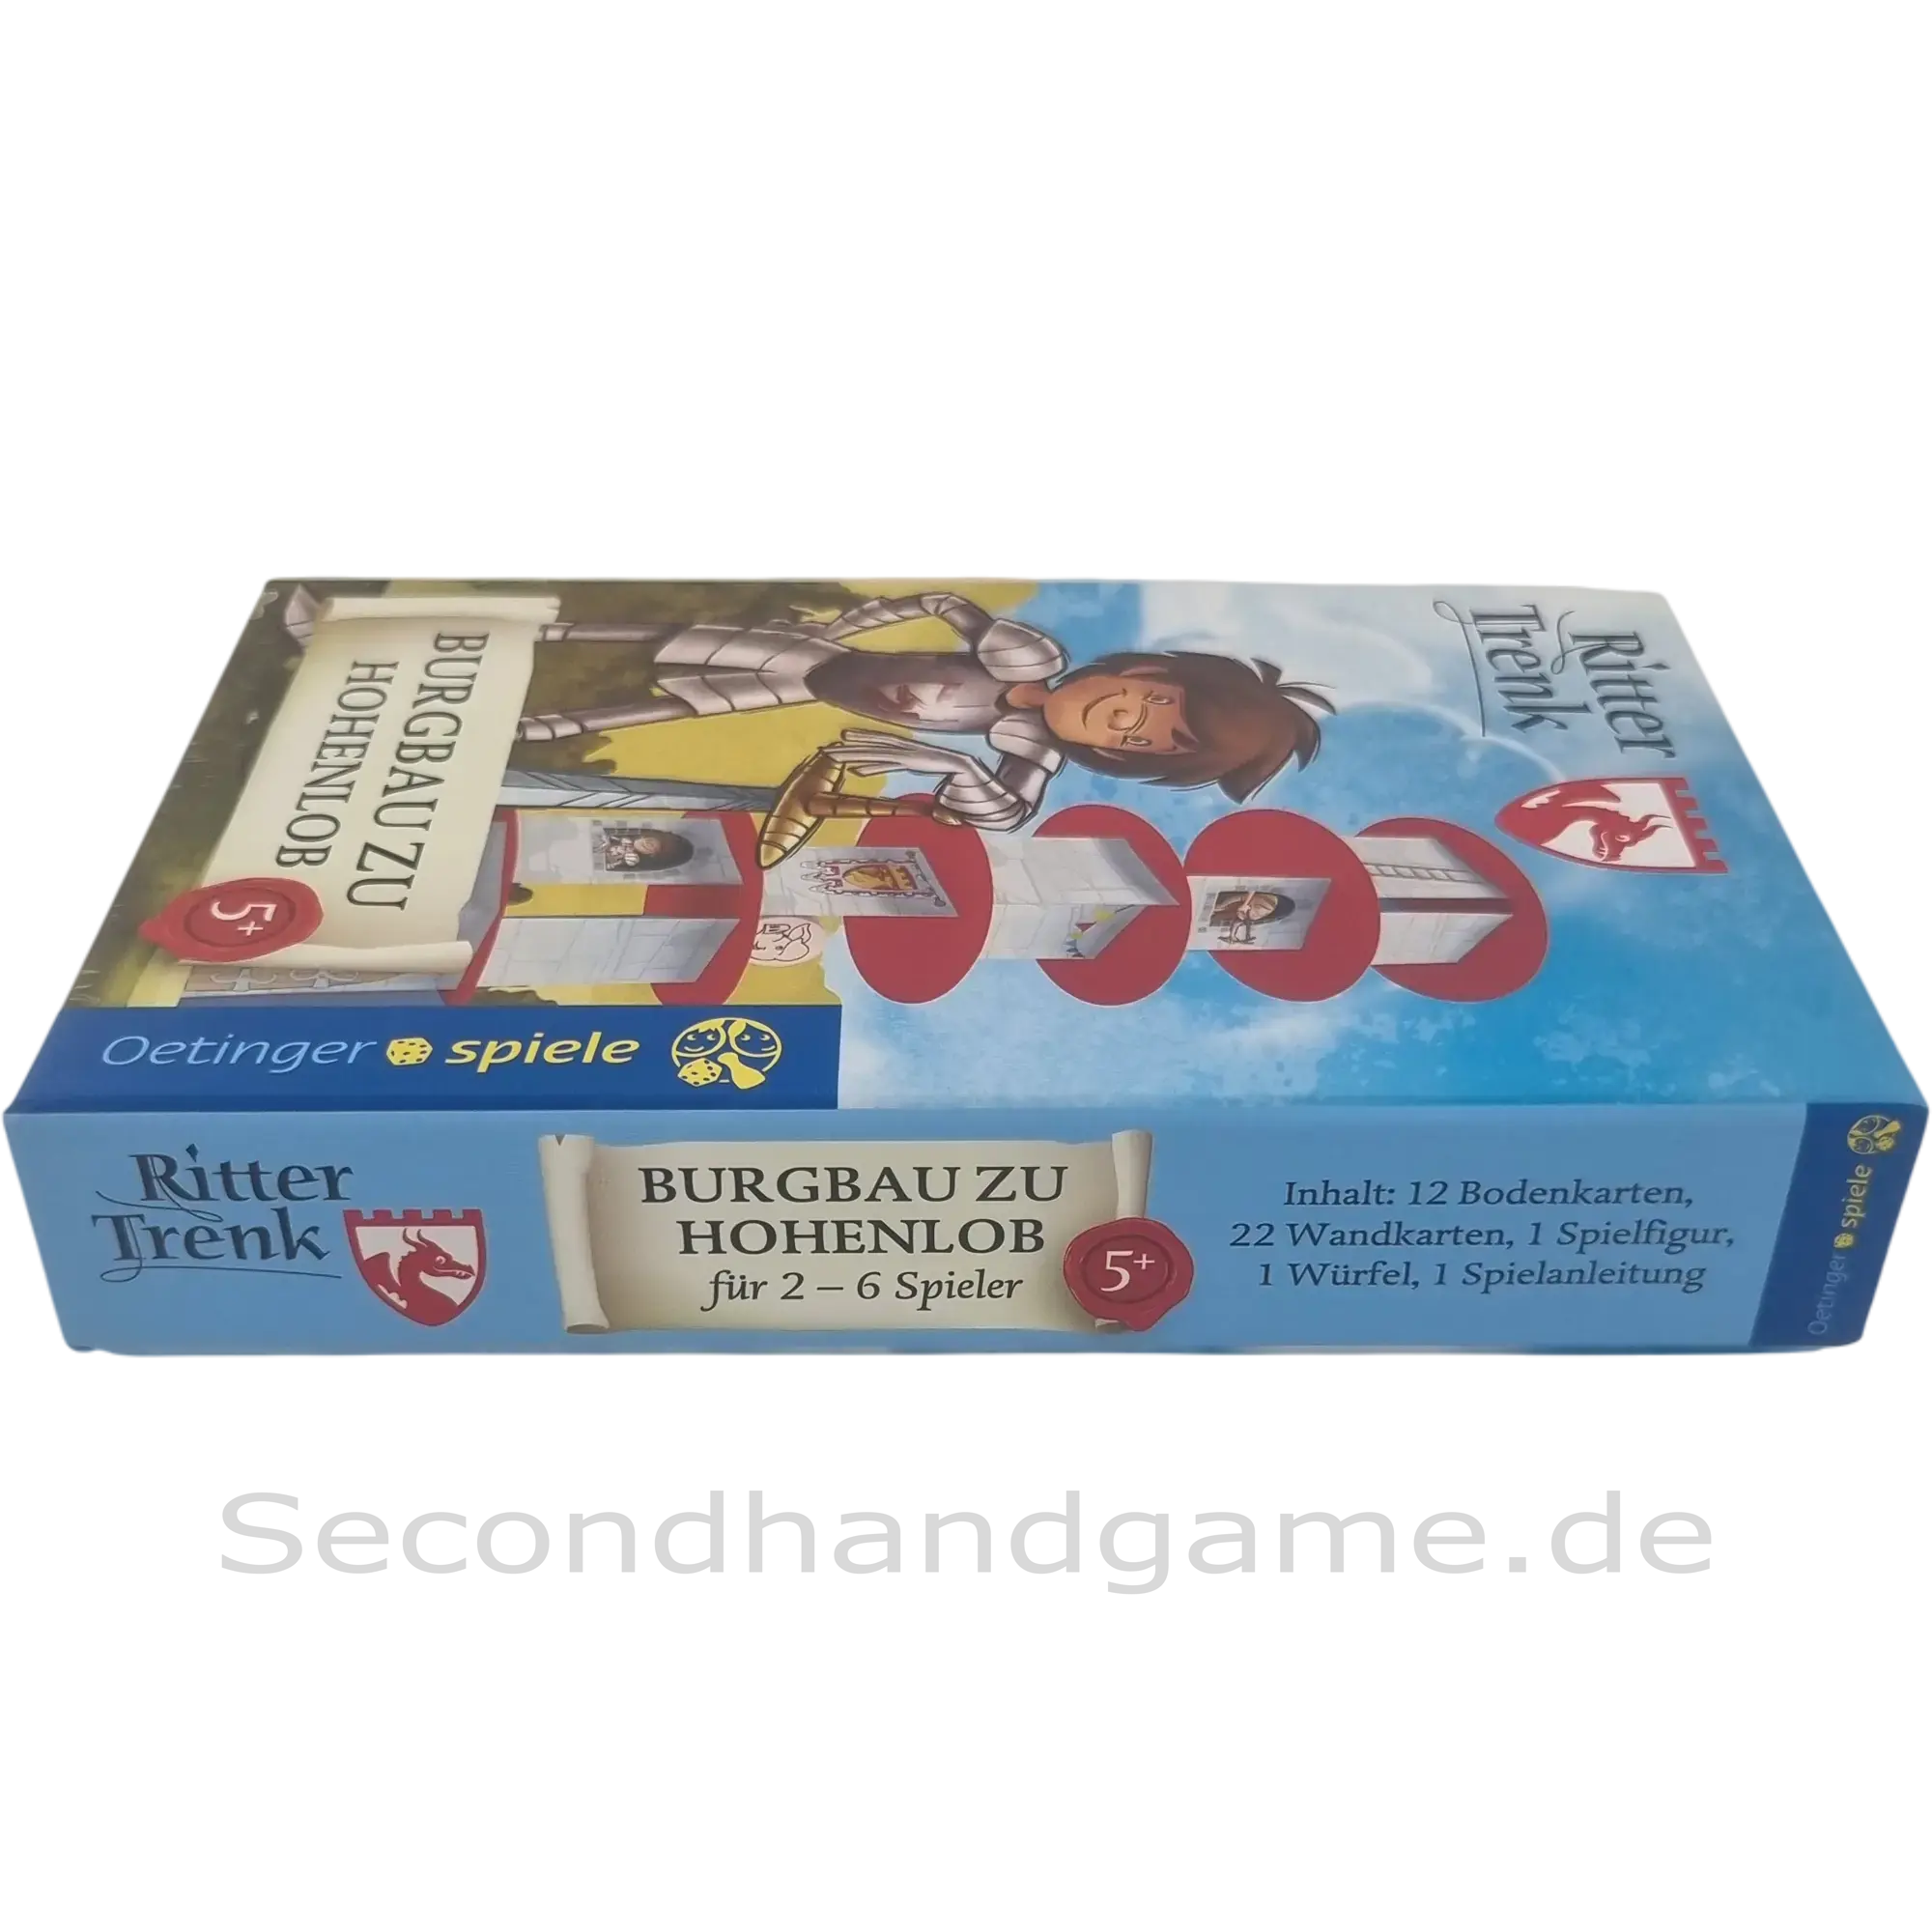 Ritter
Trenk
BURGBAU ZU
HOHENLOB
5+
Oetinger spiele
Ritter
Trenk
BURGBAU ZU
HOHENLOB
für 2 – 6 Spieler
5+
Inhalt: 12 Bodenkarten,
22 Wandkarten, 1 Spielfigur,
1 Würfel, 1 Spielanleitung
Oetinger spiele
Secondhandgame.de